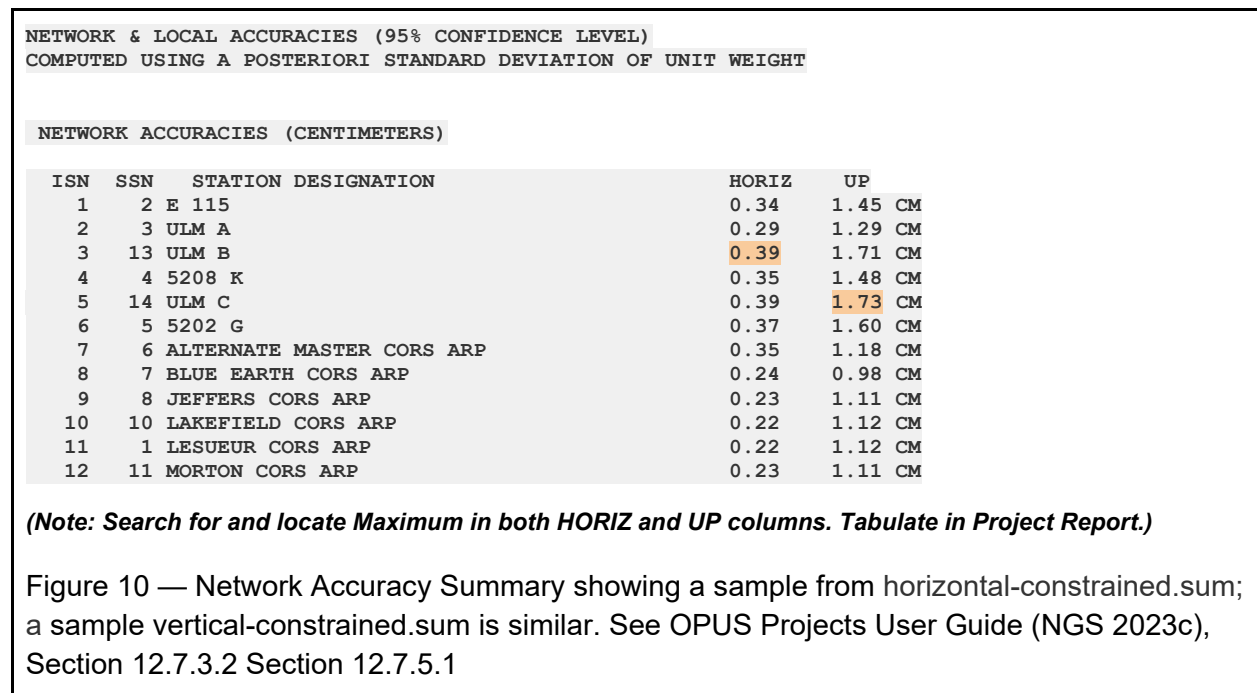 NETWORK & LOCAL ACCURACIES (95% CONFIDENCE LEVEL)
COMPUTED USING A POSTERIORI STANDARD DEVIATION OF UNIT WEIGHT
NETWORK ACCURACIES (CENTIMETERS)
ISN SSN STATION DESIGNATION HORIZ UP
1 2 E 115 0.34 1.45 CM
2 3 ULM A 0.29 1.29 CM
3 13 ULM B 0.39 1.71 CM
4 4 5208 K 0.35 1.48 CM
5 14 ULM C 0.39 1.73 CM
6 5 5202 G 0.37 1.60 CM
7 6 ALTERNATE MASTER CORS ARP 0.35 1.18 CM
8 7 BLUE EARTH CORS ARP 0.24 0.98 CM
9 8 JEFFERS CORS ARP 0.23 1.11 CM
10 10 LAKEFIELD CORS ARP 0.22 1.12 CM
11 1 LESUEUR CORS ARP 0.22 1.12 CM
12 11 MORTON CORS ARP 0.23 1.11 CM
(Note: Search for and locate Maximum in both HORIZ and UP columns. Tabulate in Project Report.)
Figure 10 — Network Accuracy Summary showing a sample from horizontal-constrained.sum;
a sample vertical-constrained.sum is similar. See OPUS Projects User Guide (NGS 2023c),
Section 12.7.3.2 Section 12.7.5.1